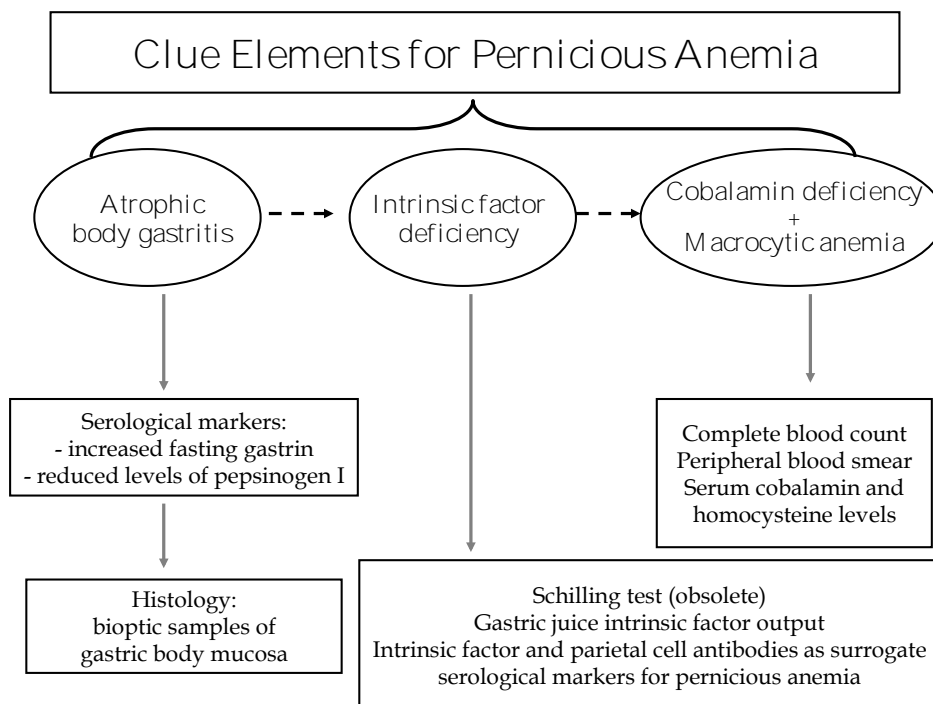 Clue Elements for Pernicious Anemia
Atrophic
body gastritis
Intrinsic factor
deficiency
Cobalamin deficiency
+
Macrocytic anemia
Serological markers:
- increased fasting gastrin
- reduced levels of pepsinogen I
Histology:
bioptic samples of
gastric body mucosa
Schilling test (obsolete)
Gastric juice intrinsic factor output
Intrinsic factor and parietal cell antibodies as surrogate
serological markers for pernicious anemia
Complete blood count
Peripheral blood smear
Serum cobalamin and
homocysteine levels